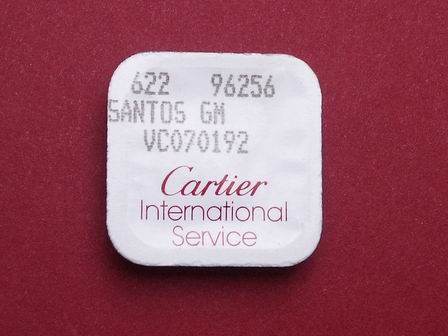 622 96256
SANTOS GM
VC070192
Cartier
International
Service